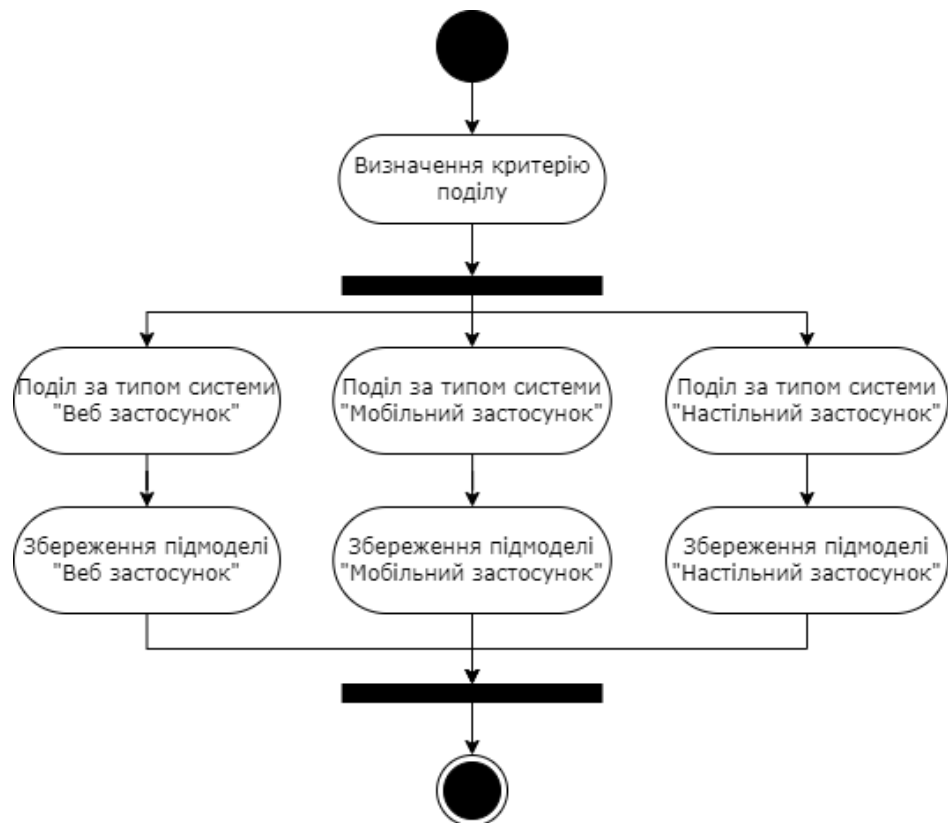 Визначення критерію
поділу
Поділ за типом системи
"Веб застосунок"
Поділ за типом системи
"Мобільний застосунок"
Поділ за типом системи
"Настільний застосунок"
Збереження підмоделі
"Веб застосунок"
Збереження підмоделі
"Мобільний застосунок"
Збереження підмоделі
"Настільний застосунок"